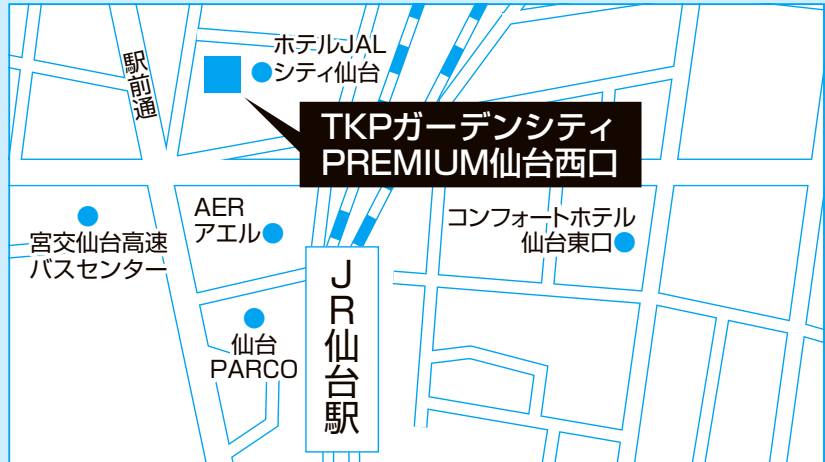 駅前通
ホテルJAL
シティ仙台
TKPガーデンシティ
PREMIUM仙台西口
AER
アエル
コンフォートホテル
仙台東口
宮交仙台高速
バスセンター
JR仙台駅
仙台
PARCO